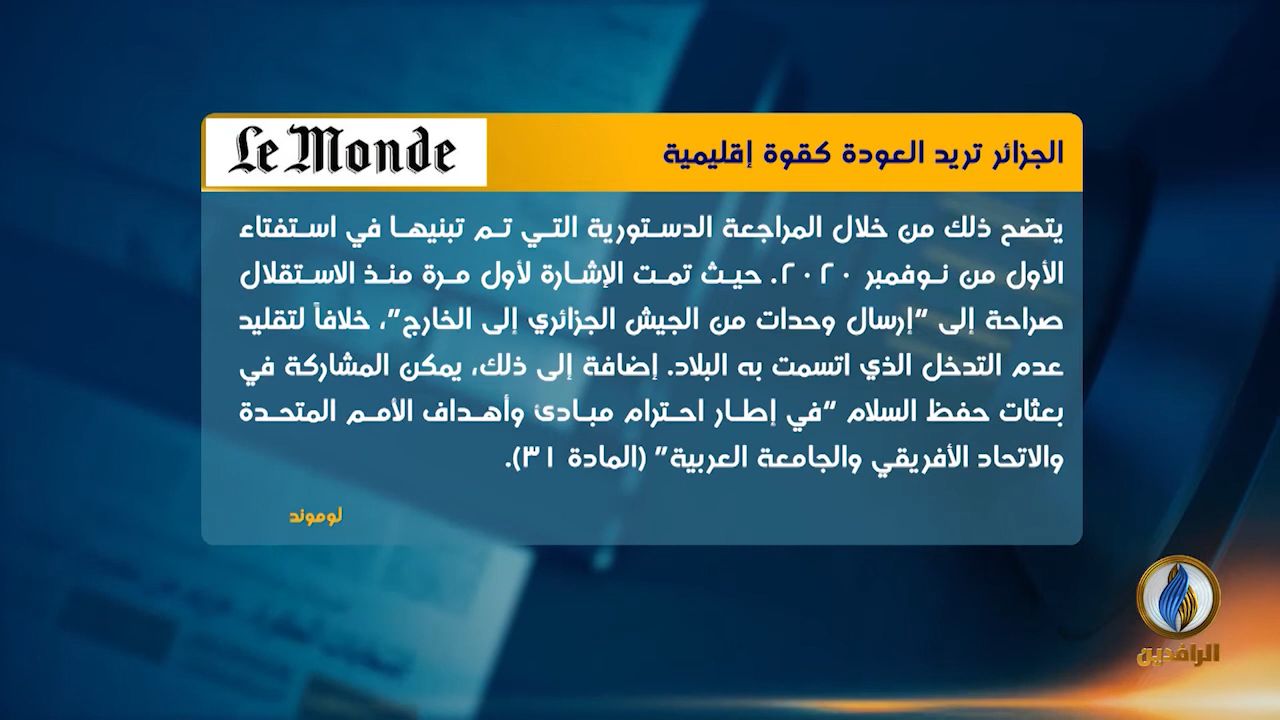 الجزائر تريد العودة كقوة إقليمية
Le Monde
يتضح ذلك من خلال المراجعة الدستورية التي تم تبنيها في استفتاء
الأول من نوفمبر ٢٠٢٠. حيث تمت الإشارة لأول مرة منذ الاستقلال
صراحة إلى “إرسال وحدات من الجيش الجزائري إلى الخارج”، خلافاً لتقليد
عدم التدخل الذي اتسمت به البلاد. إضافة إلى ذلك، يمكن المشاركة في
بعثات حفظ السلام “في إطار احترام مبادئ وأهداف الأمم المتحدة
والاتحاد الأفريقي والجامعة العربية” (المادة ٣١).
لوموند
الرافدين